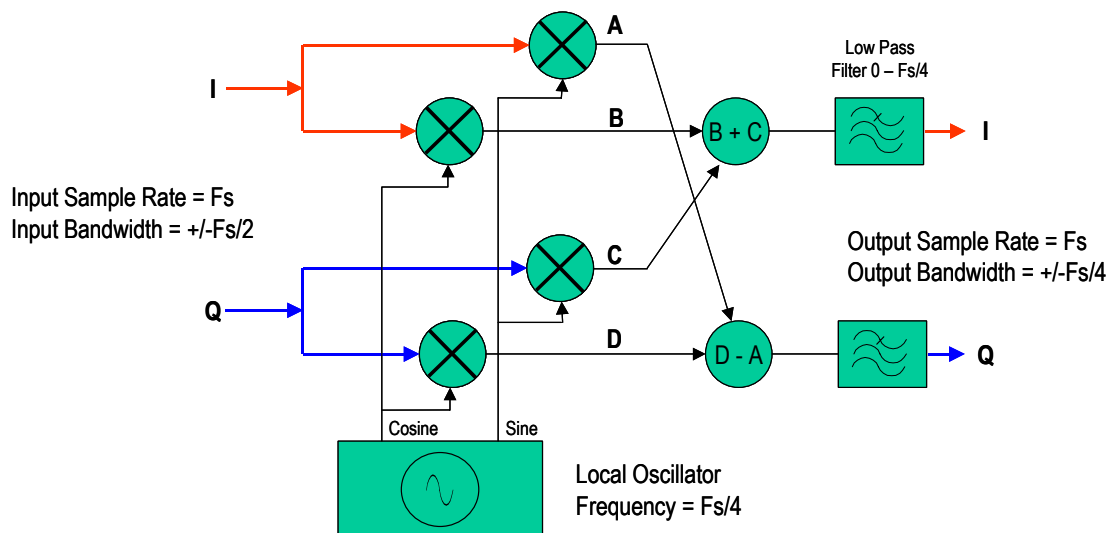 A
Low Pass
Filter 0 – Fs/4
I
B
B + C
I
Input Sample Rate = Fs
Input Bandwidth = +/-Fs/2
C
Output Sample Rate = Fs
Output Bandwidth = +/-Fs/4
Q
D
D - A
Q
Cosine
Sine
Local Oscillator
Frequency = Fs/4